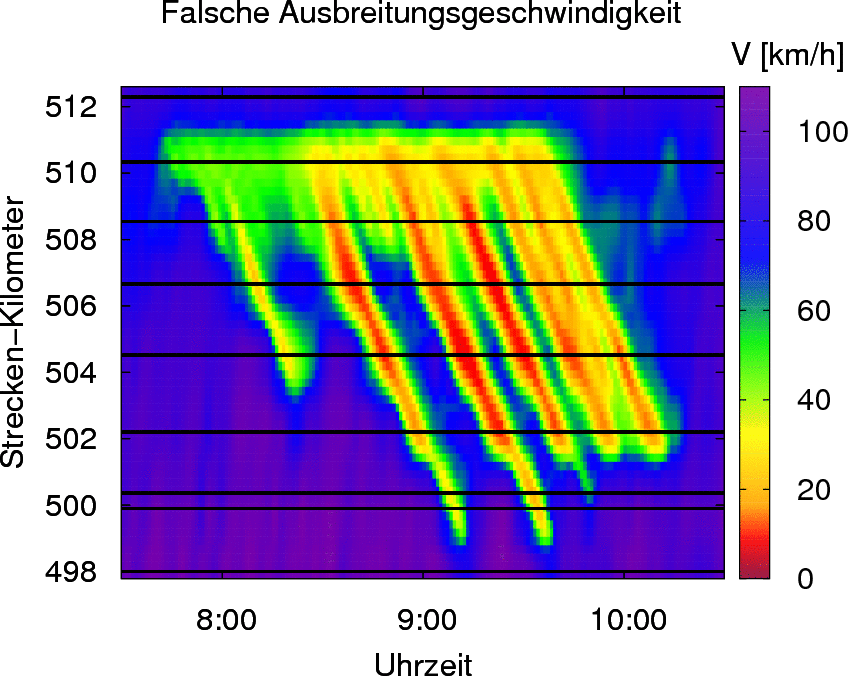 Falsche Ausbreitungsgeschwindigkeit
V [km/h]
512
510
508
506
504
502
500
498
Strecken−Kilometer
100
80
60
40
20
0
8:00 9:00 10:00
Uhrzeit